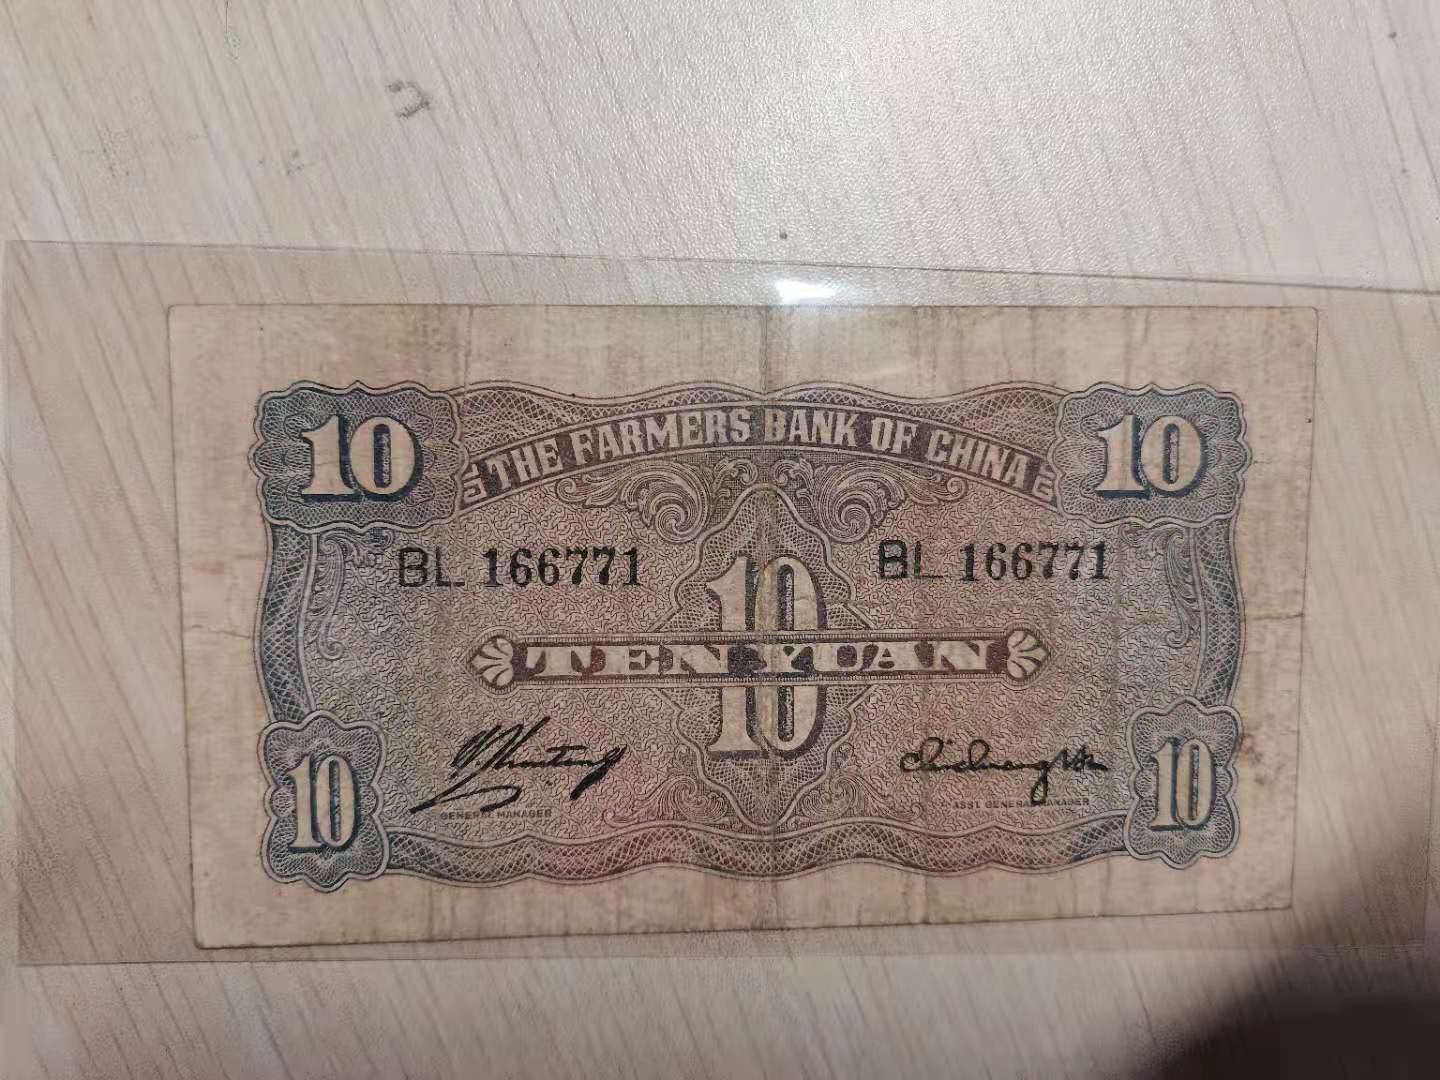 THE FARMERS BANK OF CHINA
10 10
BL 166771 BL 166771
10
TEN YUAN
GENERAL MANAGER ASST. GENERAL MANAGER
10 10